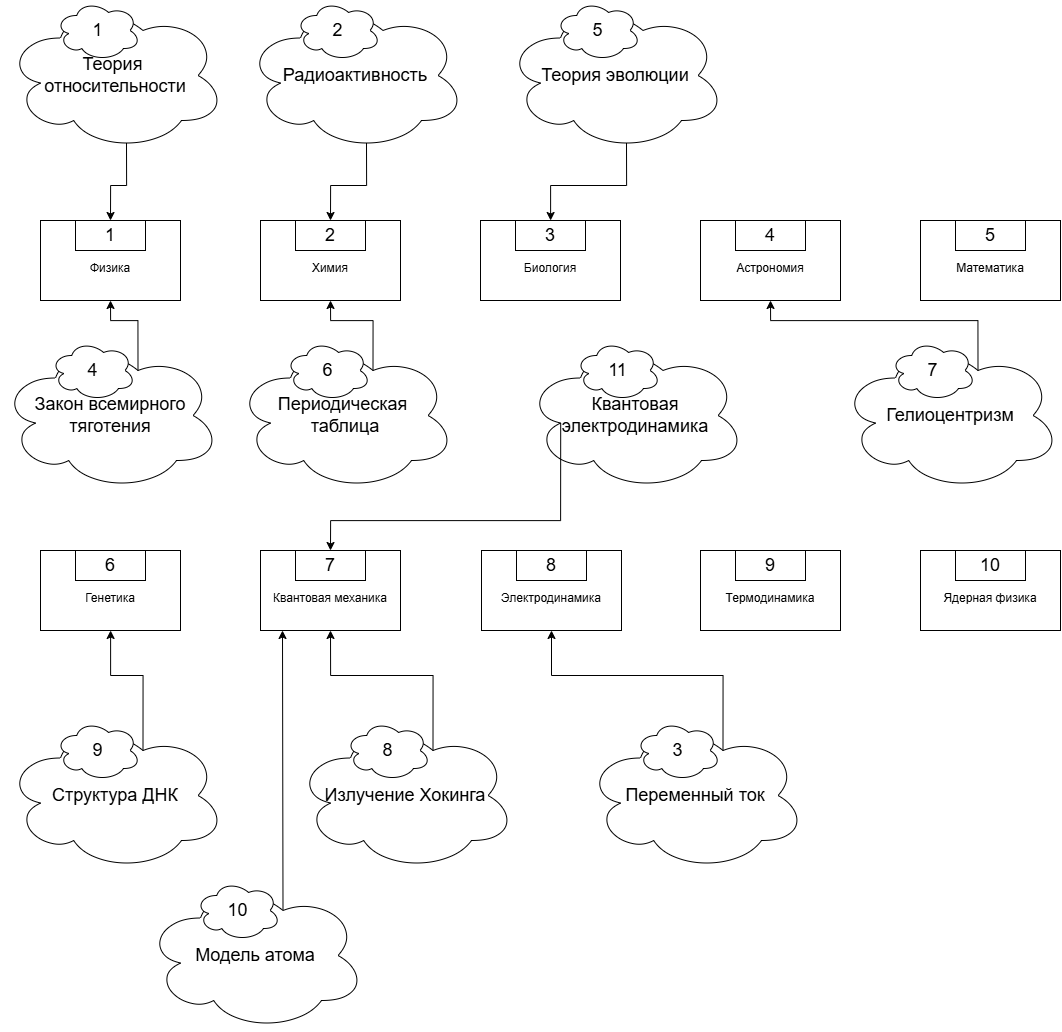 1
Теория
относительности
2
Радиоактивность
5
Теория эволюции
1
Физика
2
Химия
3
Биология
4
Астрономия
5
Математика
4
Закон всемирного
тяготения
6
Периодическая
таблица
11
Квантовая
электродинамика
7
Гелиоцентризм
6
Генетика
7
Квантовая механика
8
Электродинамика
9
Термодинамика
10
Ядерная физика
9
Структура ДНК
8
Излучение Хокинга
3
Переменный ток
10
Модель атома